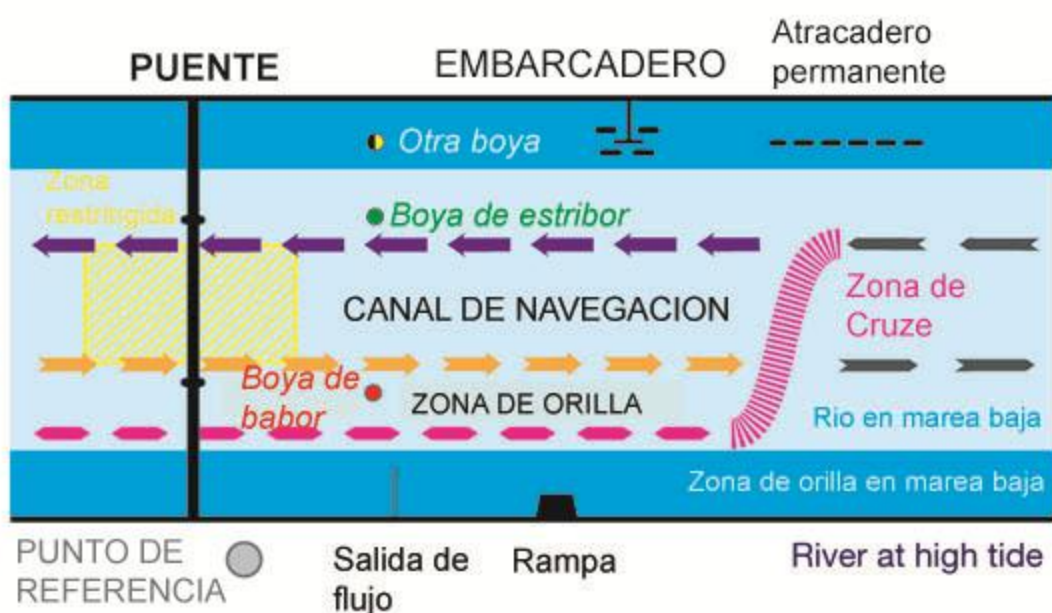 PUENTE
EMBARCADERO
Atracadero
permanente
Otra boya
Zona
restringida
Boya de estribor
CANAL DE NAVEGACION
Zona de
Cruze
Boya de
babor
ZONA DE ORILLA
Rio en marea baja
Zona de orilla en marea baja
PUNTO DE
REFERENCIA
Salida de
flujo
Rampa
River at high tide